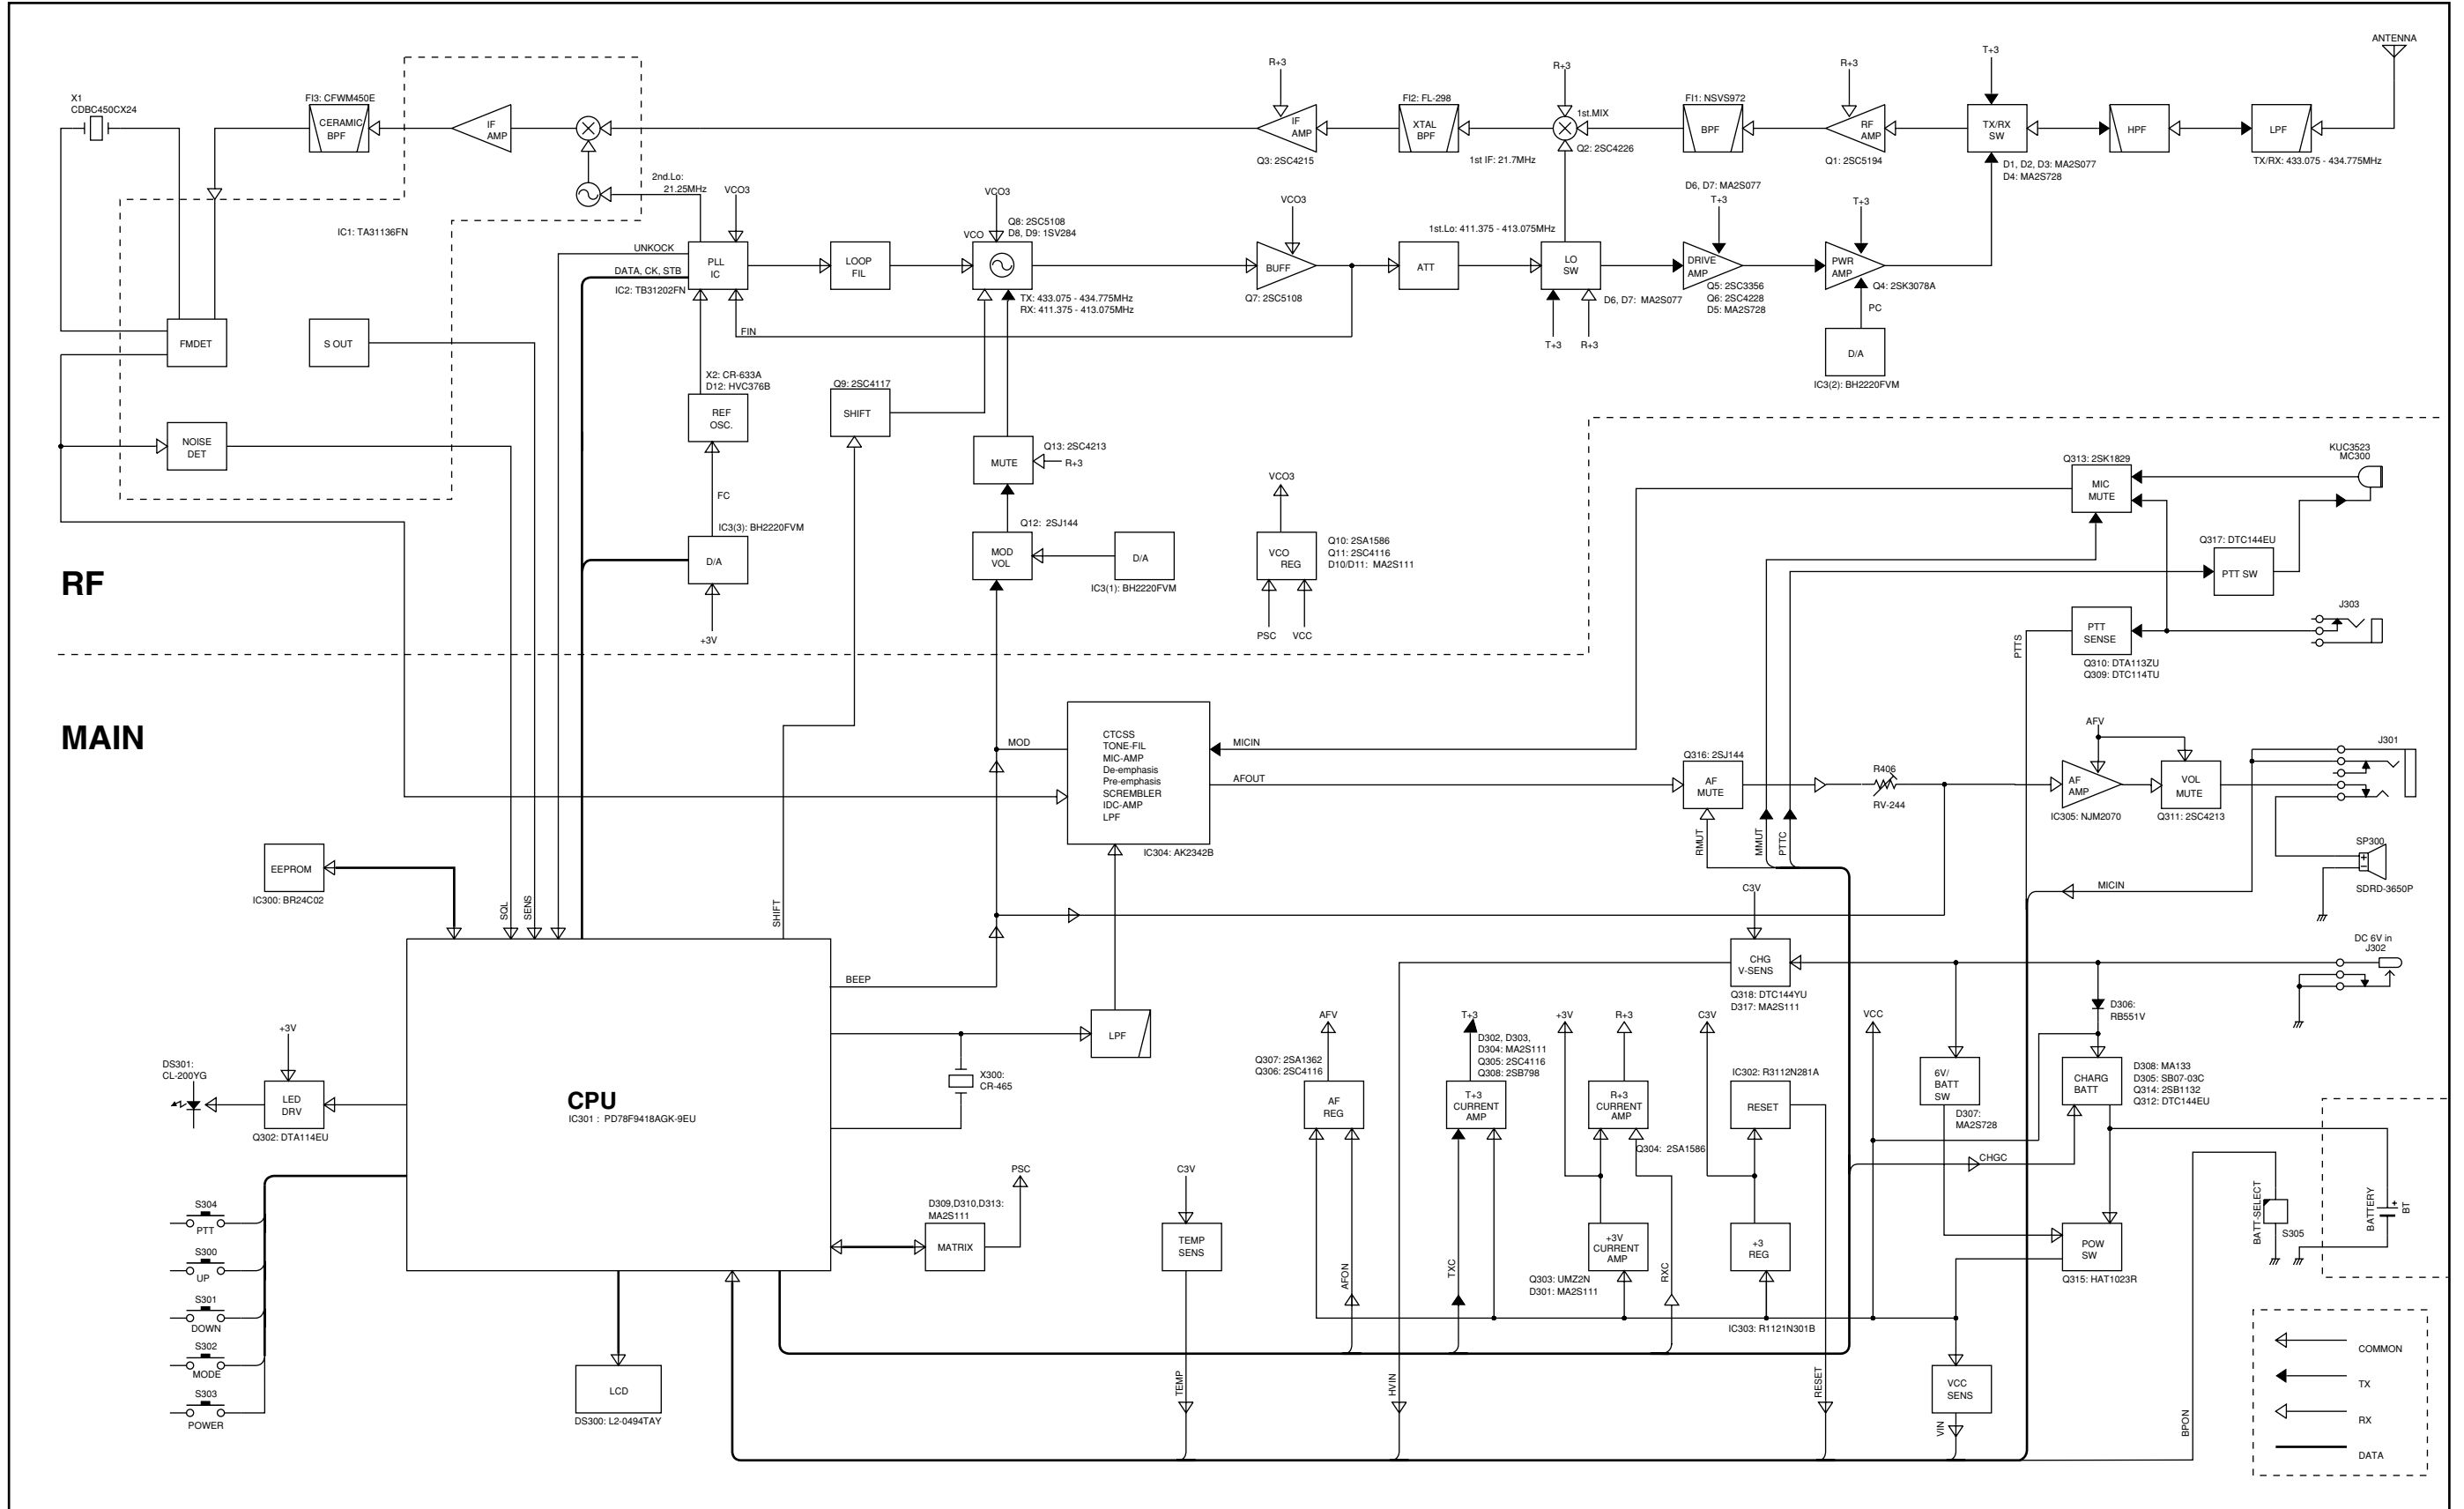 ANTENNA
X1
CDBC450CX24
FI3: CFWM450E
CERAMIC
BPF
IF
AMP
R+3
IF
AMP
Q3: 2SC4215
FI2: FL-298
XTAL
BPF
1st IF: 21.7MHz
R+3
1st.MIX
Q2: 2SC4226
FI1: NSVS972
BPF
R+3
RF
AMP
Q1: 2SC5194
T+3
TX/RX
SW
D1, D2, D3: MA2S077
D4: MA2S728
HPF
LPF
TX/RX: 433.075 - 434.775MHz
2nd.Lo:
21.25MHz
IC1: TA31136FN
VCO3
UNKOCK
DATA, CK, STB
PLL
IC
IC2: TB31202FN
LOOP
FIL
VCO3
VCO
Q8: 2SC5108
D8, D9: 1SV284
TX: 433.075 - 434.775MHz
RX: 411.375 - 413.075MHz
VCO3
BUFF
Q7: 2SC5108
ATT
1st.Lo: 411.375 - 413.075MHz
LO
SW
D6, D7: MA2S077
T+3
R+3
D6, D7: MA2S077
T+3
DRIVE
AMP
Q5: 2SC3356
Q6: 2SC4228
D5: MA2S728
T+3
PWR
AMP
Q4: 2SK3078A
PC
D/A
IC3(2): BH2220FVM
FIN
FMDET
S OUT
NOISE
DET
X2: CR-633A
D12: HVC376B
REF
OSC.
FC
IC3(3): BH2220FVM
D/A
+3V
Q9: 2SC4117
SHIFT
Q13: 2SC4213
MUTE
R+3
Q12: 2SJ144
MOD
VOL
D/A
IC3(1): BH2220FVM
VCO3
VCO
REG
Q10: 2SA1586
Q11: 2SC4116
D10/D11: MA2S111
PSC
VCC
KUC3523
MC300
Q313: 2SK1829
MIC
MUTE
Q317: DTC144EU
PTT SW
J303
PTT
SENSE
PTTS
Q310: DTA113ZU
Q309: DTC114TU
RF
MAIN
MOD
CTCSS
TONE-FIL
MIC-AMP
De-emphasis
Pre-emphasis
SCREMBLER
IDC-AMP
LPF
IC304: AK2342B
MICIN
AFOUT
Q316: 2SJ144
AF
MUTE
RMUT
MMUT
PTTC
R406
RV-244
AFV
AF
AMP
IC305: NJM2070
VOL
MUTE
Q311: 2SC4213
J301
SP300
+
−
SDRD-3650P
MICIN
EEPROM
IC300: BR24C02
SQL
SENS
SHIFT
BEEP
LPF
X300:
CR-465
CPU
IC301 : PD78F9418AGK-9EU
C3V
CHG
V-SENS
Q318: DTC144YU
D317: MA2S111
DC 6V in
J302
D306:
RB551V
+3V
DS301:
CL-200YG
LED
DRV
Q302: DTA114EU
AFV
Q307: 2SA1362
Q306: 2SC4116
AF
REG
T+3
D302, D303,
D304: MA2S111
Q305: 2SC4116
Q308: 2SB798
T+3
CURRENT
AMP
+3V
R+3
R+3
CURRENT
AMP
Q304: 2SA1586
C3V
IC302: R3112N281A
RESET
VCC
6V/
BATT
SW
D307:
MA2S728
CHARG
BATT
D308: MA133
D305: SB07-03C
Q314: 2SB1132
Q312: DTC144EU
CHGC
S304
PTT
S300
UP
S301
DOWN
S302
MODE
S303
POWER
D309,D310,D313:
MA2S111
MATRIX
PSC
C3V
TEMP
SENS
TEMP
AFON
TXC
+3V
CURRENT
AMP
Q303: UMZ2N
D301: MA2S111
RXC
+3
REG
IC303: R1121N301B
POW
SW
Q315: HAT1023R
BATT-SELECT
S305
BATTERY
+
BT
LCD
DS300: L2-0494TAY
HVIN
RESET
VCC
SENS
VIN
BPON
COMMON
TX
RX
DATA